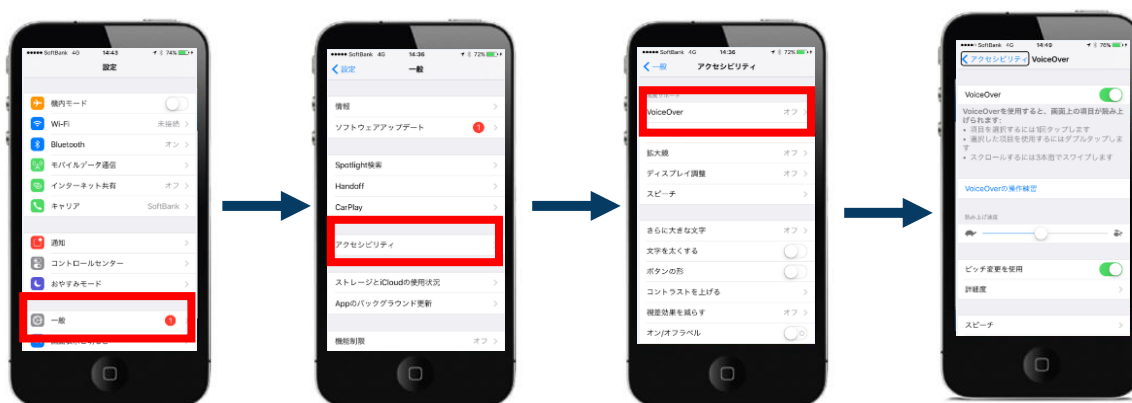 SoftBank 4G 14:43 74%
設定
機内モード
Wi-Fi 未接続
Bluetooth オン
モバイルデータ通信
インターネット共有 オフ
キャリア SoftBank
通知
コントロールセンター
おやすみモード
一般 1
SoftBank 4G 14:36 72%
設定 一般
情報
ソフトウェアアップデート 1
Spotlight検索
Handoff
CarPlay
アクセシビリティ
ストレージとiCloudの使用状況
Appのバックグラウンド更新
機能制限 オフ
SoftBank 4G 14:36 72%
一般 アクセシビリティ
VoiceOver オフ
拡大鏡 オフ
ディスプレイ調整 オフ
スピーチ
さらに大きな文字 オフ
文字を太くする
ボタンの形
コントラストを上げる
視差効果を減らす オフ
オン/オフラベル
SoftBank 4G 14:49 76%
アクセシビリティ VoiceOver
VoiceOver
VoiceOverを使用すると、画面上の項目が読み上
げられます:
• 項目を選択するには1回タップします
• 選択した項目を使用するにはダブルタップしま
す
• スクロールするには3本指でスワイプします
VoiceOverの操作練習
読み上げ速度
ピッチ変更を使用
詳細度
スピーチ